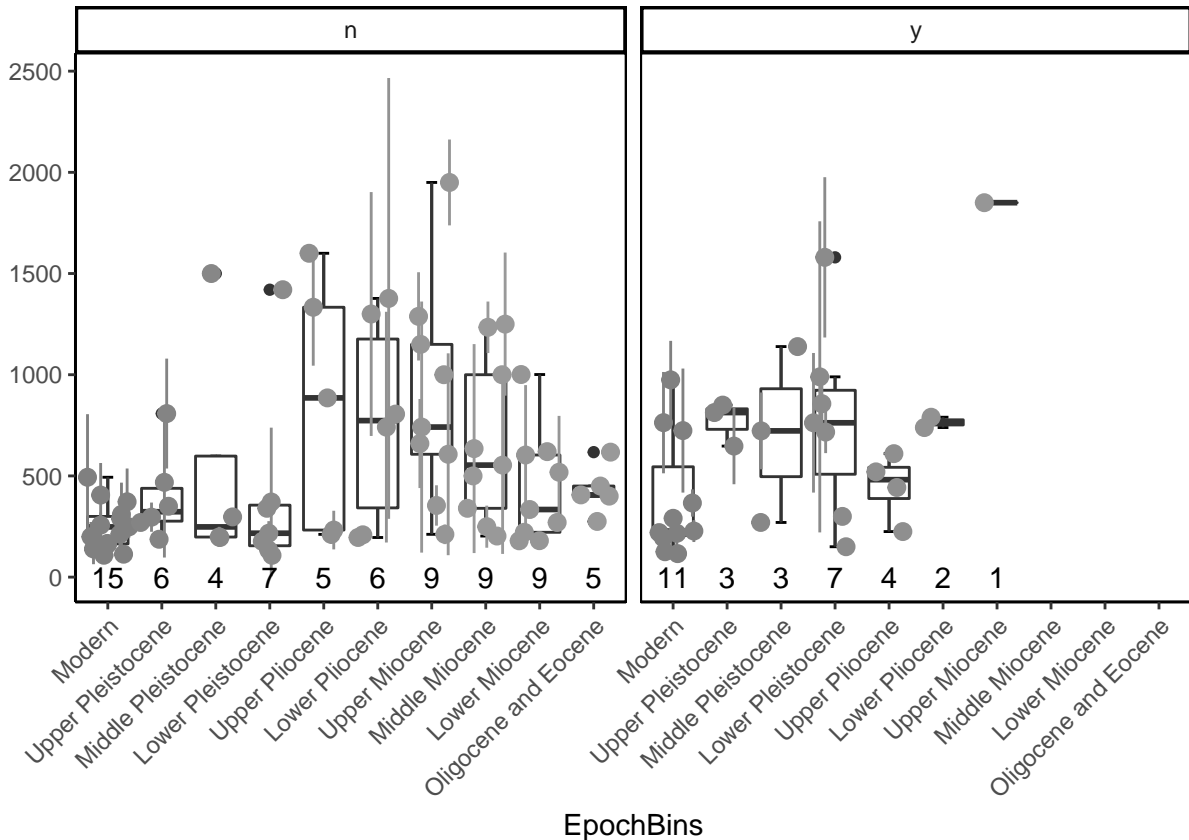 n
y
2500
2000
1500
1000
500
0
15 6 4 7 5 6 9 9 9 5
11 3 3 7 4 2 1
Modern
Upper Pleistocene
Middle Pleistocene
Lower Pleistocene
Upper Pliocene
Lower Pliocene
Upper Miocene
Middle Miocene
Lower Miocene
Oligocene and Eocene
Modern
Upper Pleistocene
Middle Pleistocene
Lower Pleistocene
Upper Pliocene
Lower Pliocene
Upper Miocene
Middle Miocene
Lower Miocene
Oligocene and Eocene
EpochBins